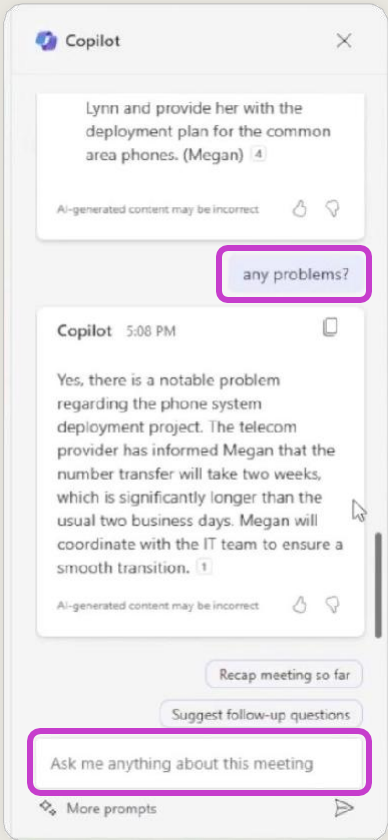 Copilot
Lynn and provide her with the
deployment plan for the common
area phones. (Megan) 4
AI-generated content may be incorrect
any problems?
Copilot 5:08 PM
Yes, there is a notable problem
regarding the phone system
deployment project. The telecom
provider has informed Megan that the
number transfer will take two weeks,
which is significantly longer than the
usual two business days. Megan will
coordinate with the IT team to ensure a
smooth transition. 1
AI-generated content may be incorrect
Recap meeting so far
Suggest follow-up questions
Ask me anything about this meeting
More prompts